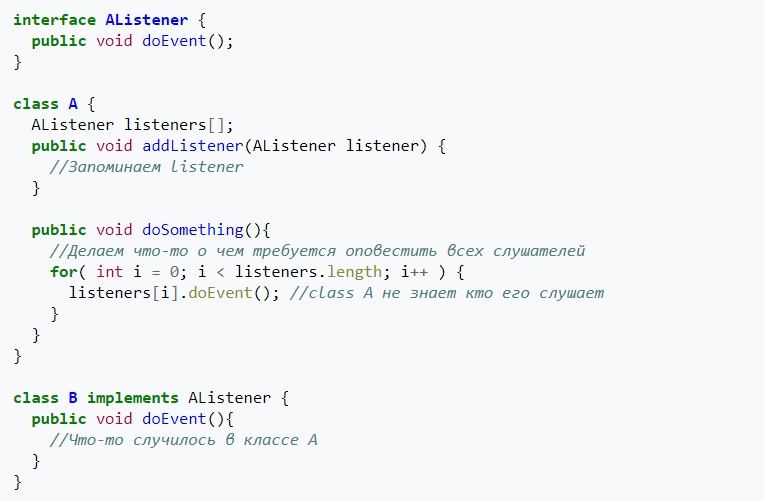 interface AListener {
  public void doEvent();
}

class A {
  AListener listeners[];
  public void addListener(AListener listener) {
    //Запоминаем listener
  }

  public void doSomething(){
    //Делаем что-то о чем требуется оповестить всех слушателей
    for( int i = 0; i < listeners.length; i++ ) {
      listeners[i].doEvent(); //class A не знает кто его слушает
    }
  }
}

class B implements AListener {
  public void doEvent(){
    //Что-то случилось в классе A
  }
}